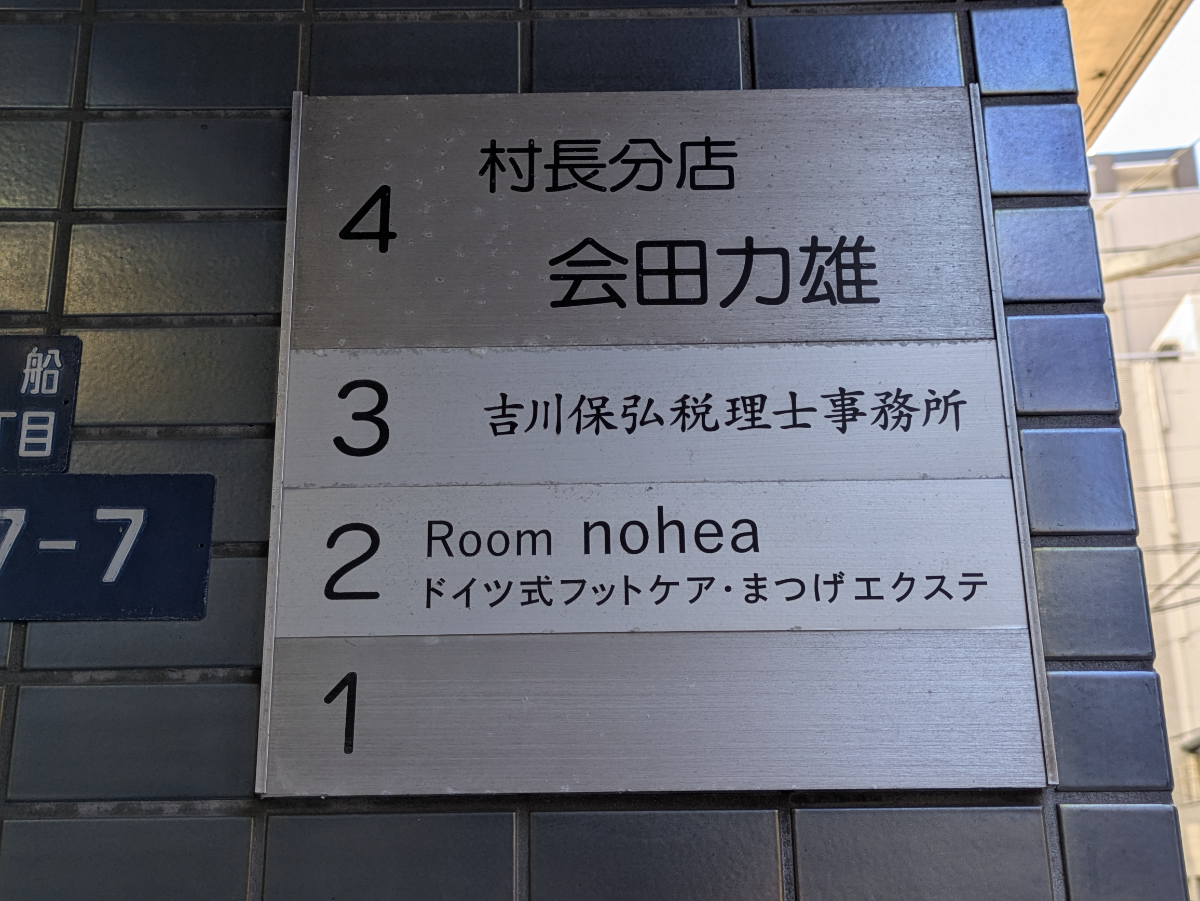 4
村長分店
会田力雄
3
吉川保弘税理士事務所
2
Room nohea
ドイツ式フットケア・まつげエクステ
1
船
丁目
7-7